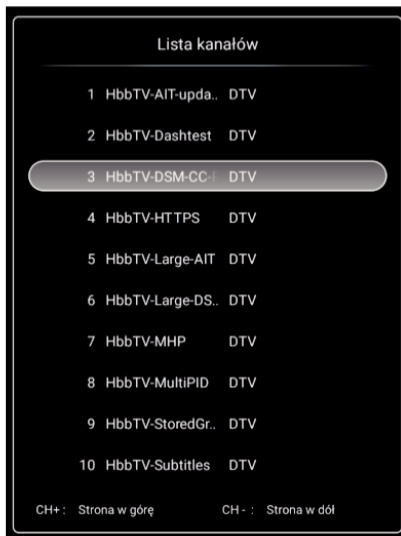 Lista kanałów
1 HbbTV-AIT-upda.. DTV
2 HbbTV-Dashtest DTV
3 HbbTV-DSM-CC- DTV
4 HbbTV-HTTPS DTV
5 HbbTV-Large-AIT DTV
6 HbbTV-Large-DS.. DTV
7 HbbTV-MHP DTV
8 HbbTV-MultiPID DTV
9 HbbTV-StoredGr.. DTV
10 HbbTV-Subtitles DTV
CH+ : Strona w górę CH - : Strona w dół